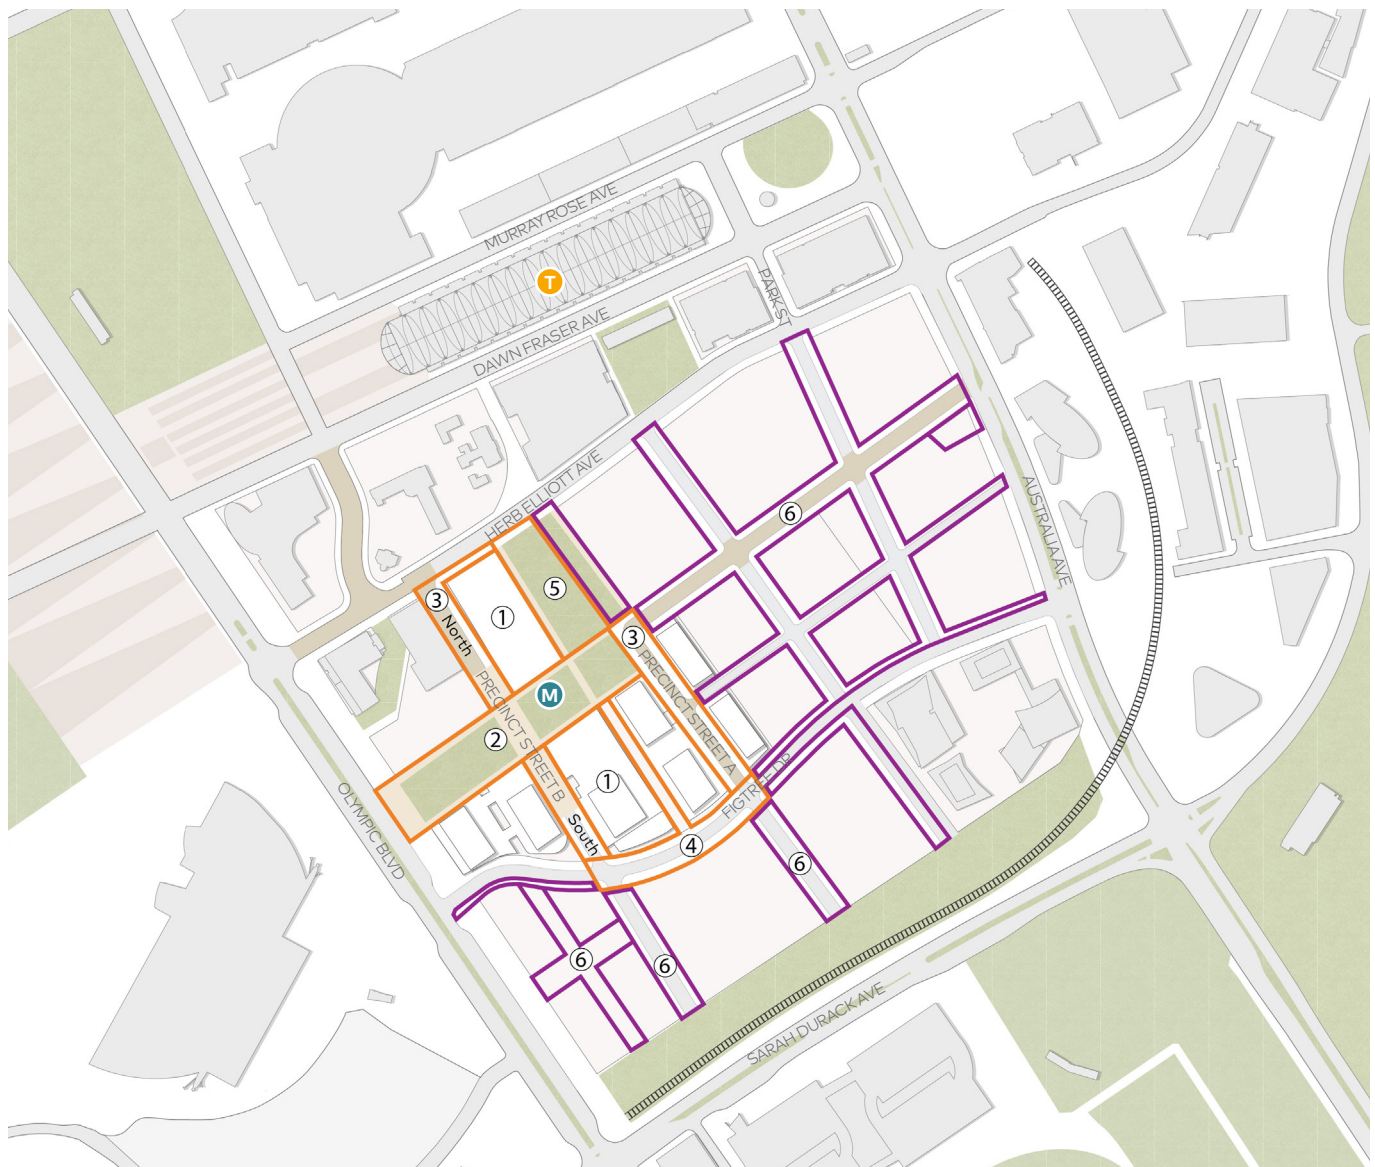 MURRAY ROSE AVE
T
PARK ST
DAWN FRASER AVE
HERB ELLIOTT AVE
6
AUSTRALIA AVE
3
North
1
5
3
PRECINCT STREET A
PRECINCT STREET B
M
2
1
FIGTREE DR
OLYMPIC BLVD
South
4
6
6
6
SARAH DURACK AVE